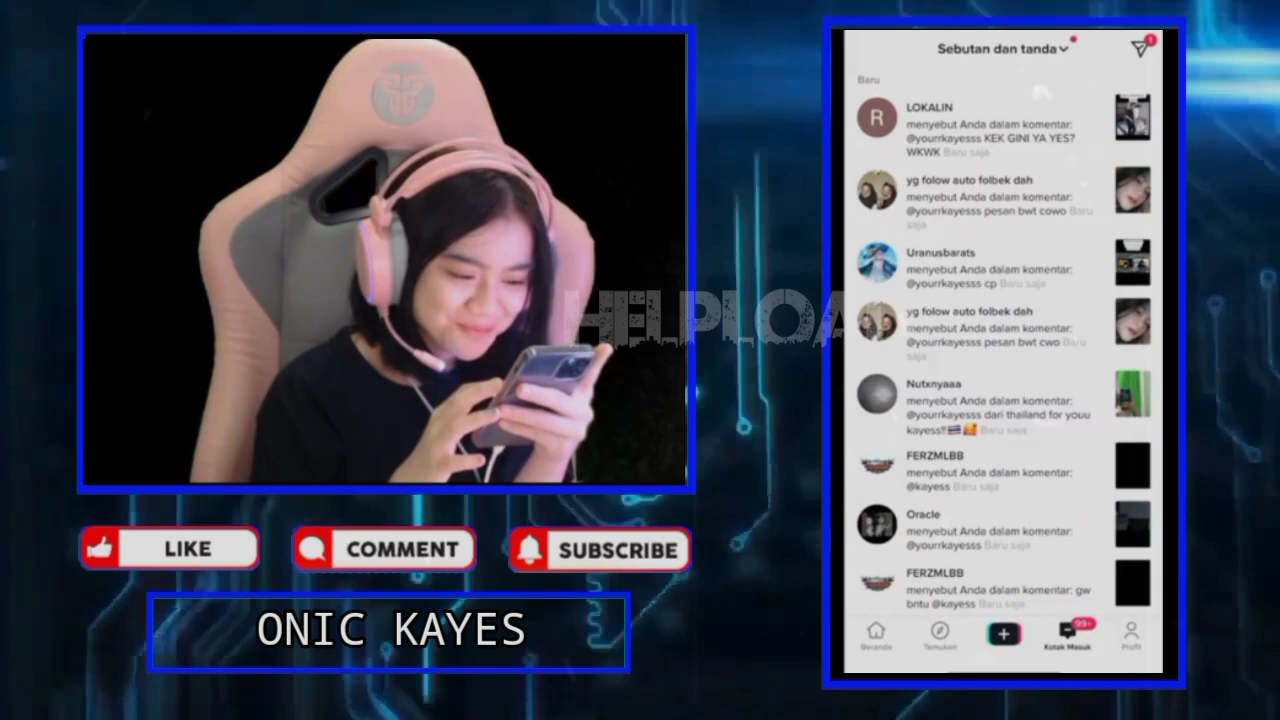 HELPLOA
LIKE
COMMENT
SUBSCRIBE
ONIC KAYES
Sebutan dan tanda
1
Baru
R
LOKALIN
menyebut Anda dalam komentar:
@yourrkayesss KEK GINI YA YES?
WKWK Baru saja
yg folow auto folbek dah
menyebut Anda dalam komentar:
@yourrkayesss pesan bwt cowo Baru
saja
Uranusbarats
menyebut Anda dalam komentar:
@yourrkayesss cp Baru saja
yg folow auto folbek dah
menyebut Anda dalam komentar:
@yourrkayesss pesan bwt cwo Baru
saja
Nutxnyaaa
menyebut Anda dalam komentar:
@yourrkayesss dari thailand for youu
kayess!! Baru saja
FERZMLBB
menyebut Anda dalam komentar:
@kayess Baru saja
Oracle
menyebut Anda dalam komentar:
@yourrkayesss Baru saja
FERZMLBB
menyebut Anda dalam komentar: gw
bntu @kayess Baru saja
99+
Beranda Temukan Kotak Masuk Profil